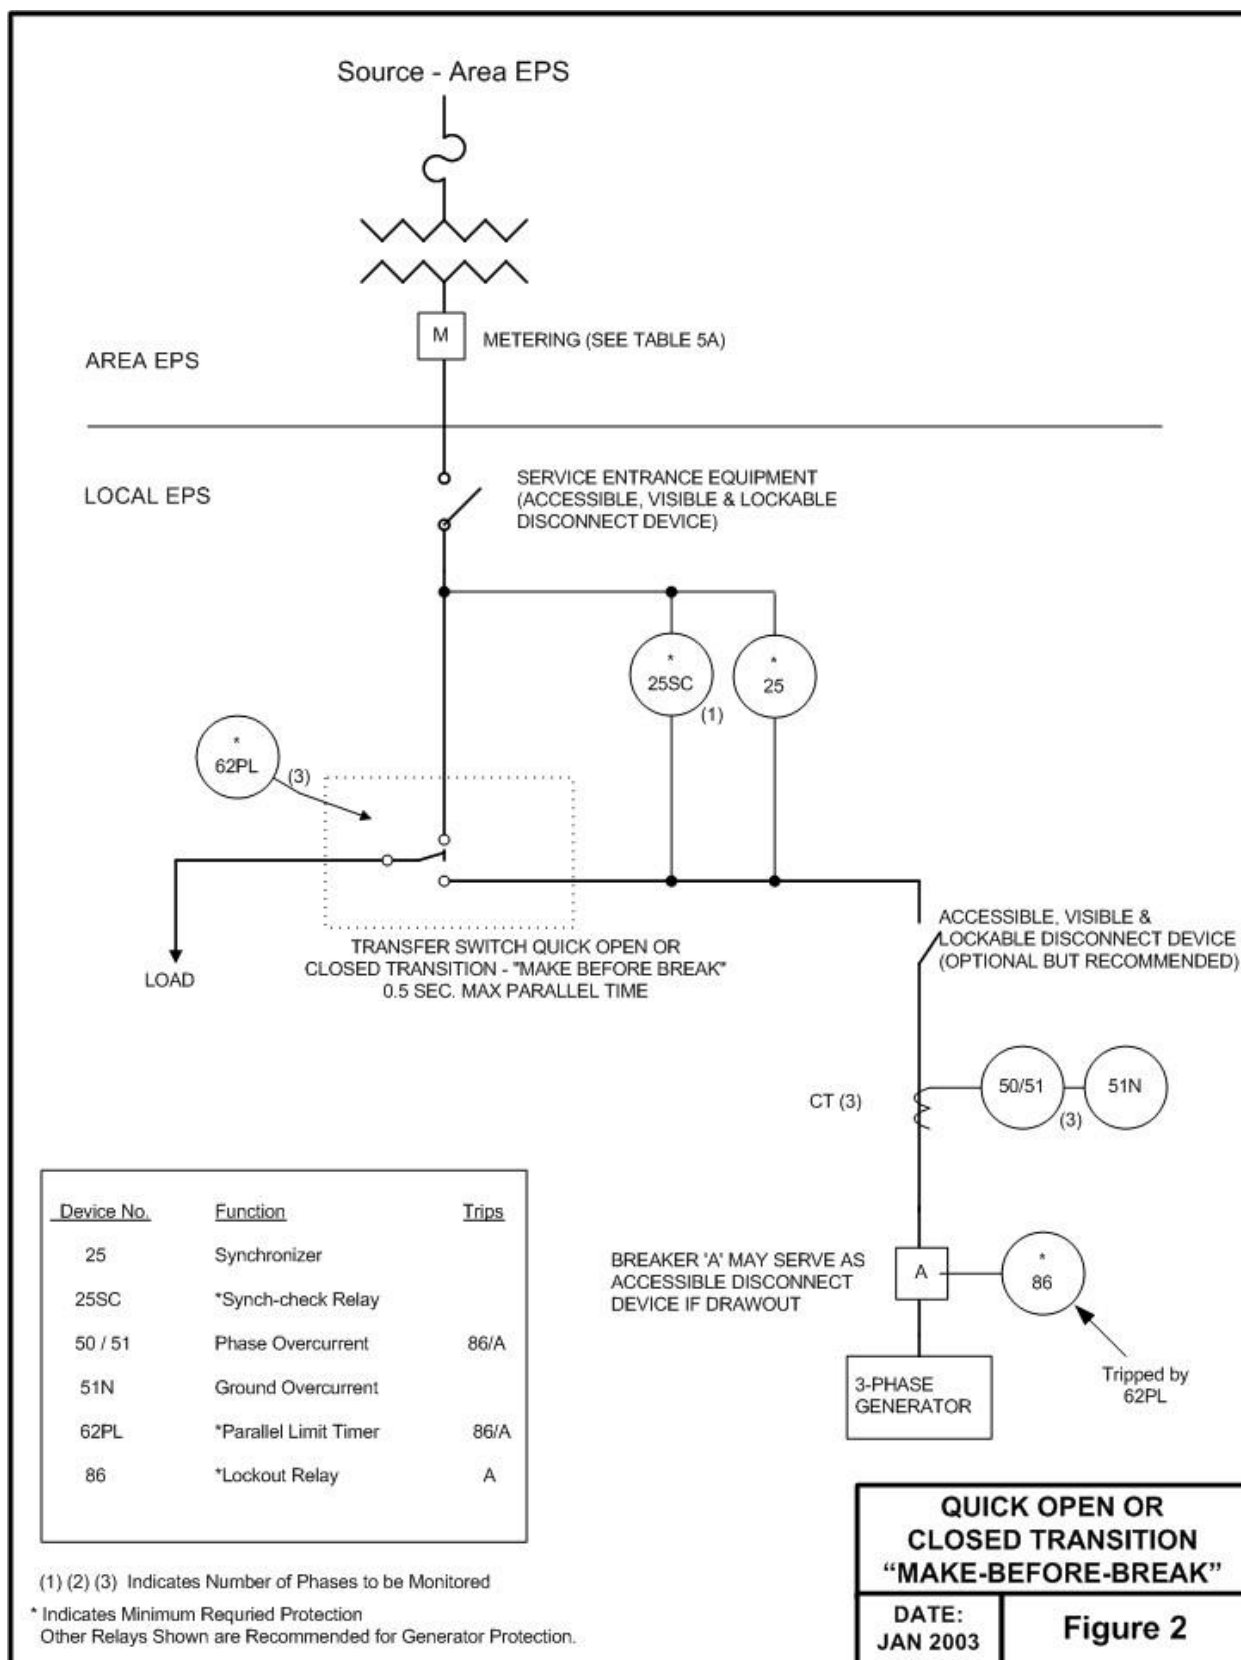 Source - Area EPS
M
METERING (SEE TABLE 5A)
AREA EPS
LOCAL EPS
SERVICE ENTRANCE EQUIPMENT
(ACCESSIBLE, VISIBLE & LOCKABLE
DISCONNECT DEVICE)
*
25SC
(1)
*
25
*
62PL
(3)
LOAD
TRANSFER SWITCH QUICK OPEN OR
CLOSED TRANSITION - "MAKE BEFORE BREAK"
0.5 SEC. MAX PARALLEL TIME
ACCESSIBLE, VISIBLE &
LOCKABLE DISCONNECT DEVICE
(OPTIONAL BUT RECOMMENDED)
CT (3)
50/51
(3)
51N
BREAKER 'A' MAY SERVE AS
ACCESSIBLE DISCONNECT
DEVICE IF DRAWOUT
A
*
86
Tripped by
62PL
3-PHASE
GENERATOR
Device No. Function Trips
25 Synchronizer
25SC *Synch-check Relay
50 / 51 Phase Overcurrent 86/A
51N Ground Overcurrent
62PL *Parallel Limit Timer 86/A
86 *Lockout Relay A
(1) (2) (3) Indicates Number of Phases to be Monitored
* Indicates Minimum Requried Protection
Other Relays Shown are Recommended for Generator Protection.
QUICK OPEN OR
CLOSED TRANSITION
“MAKE-BEFORE-BREAK”
DATE:
JAN 2003
Figure 2